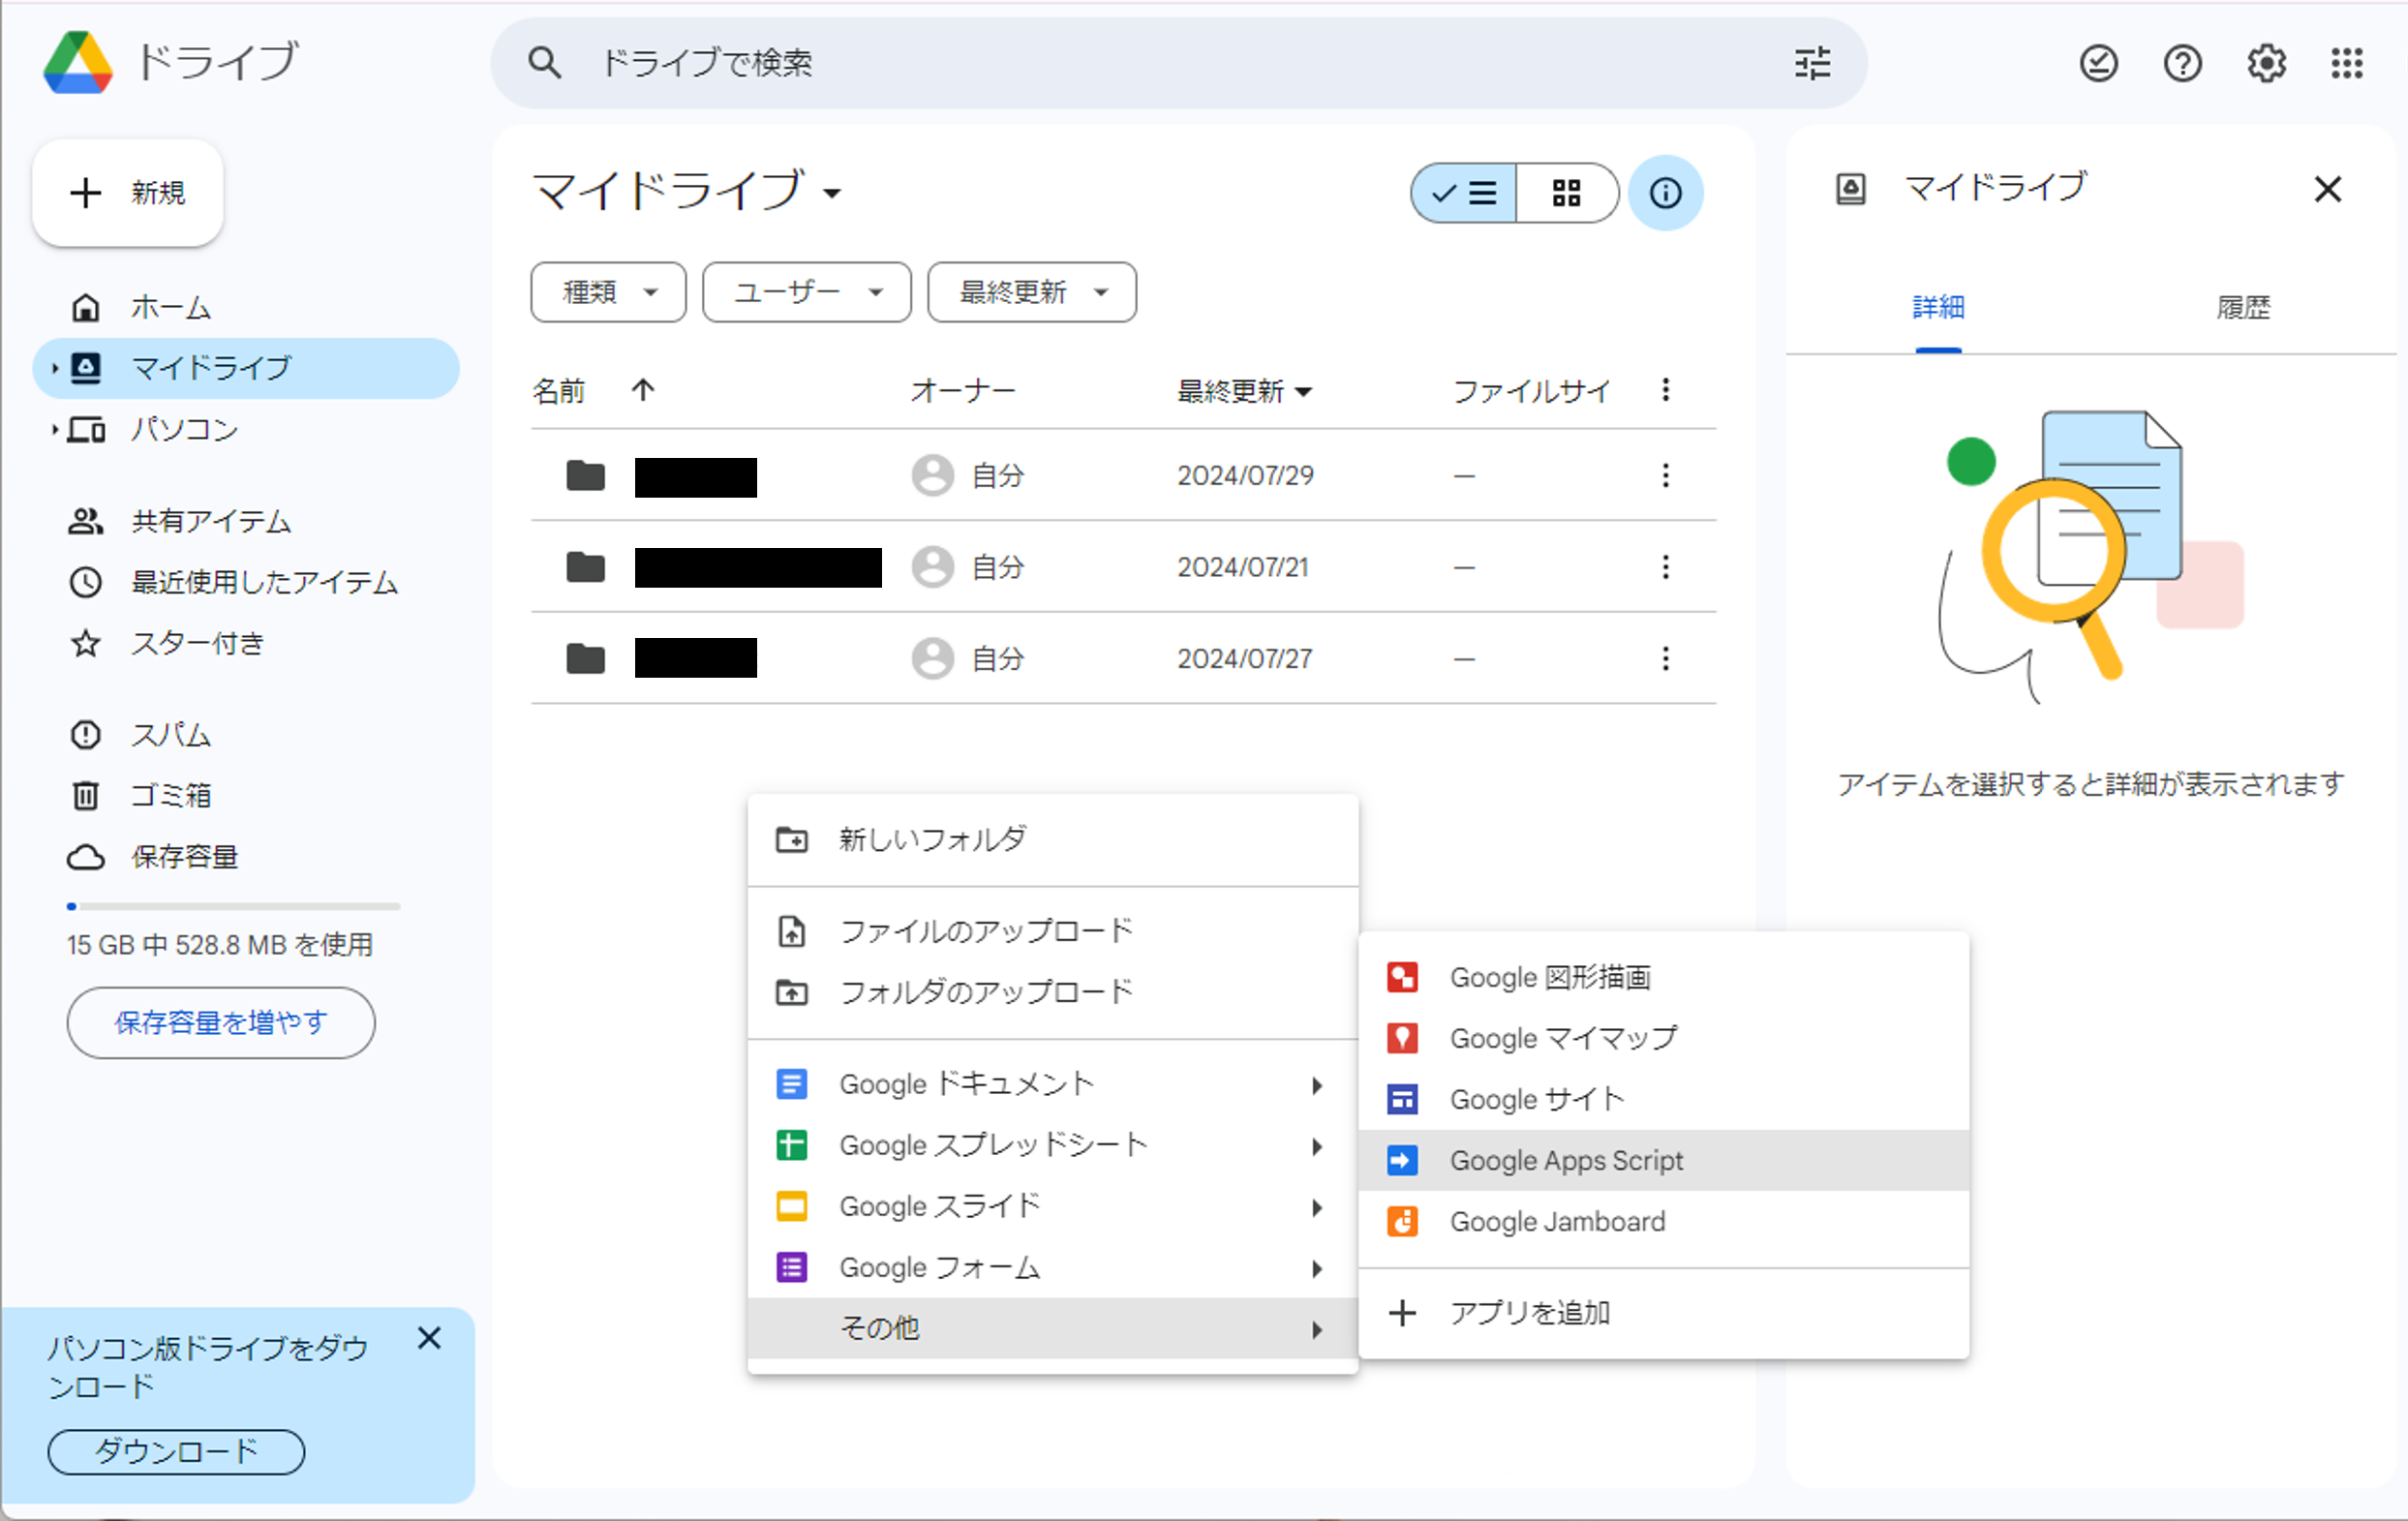 ドライブ
ドライブで検索
新規
ホーム
マイドライブ
パソコン
共有アイテム
最近使用したアイテム
スター付き
スパム
ゴミ箱
保存容量
15 GB 中 528.8 MB を使用
保存容量を増やす
パソコン版ドライブをダウ
ンロード
ダウンロード
マイドライブ
種類 ユーザー 最終更新
名前 オーナー 最終更新 ファイルサイ
自分 2024/07/29 —
自分 2024/07/21 —
自分 2024/07/27 —
新しいフォルダ
ファイルのアップロード
フォルダのアップロード
Google ドキュメント
Google スプレッドシート
Google スライド
Google フォーム
その他
Google 図形描画
Google マイマップ
Google サイト
Google Apps Script
Google Jamboard
アプリを追加
マイドライブ
詳細 履歴
アイテムを選択すると詳細が表示されます